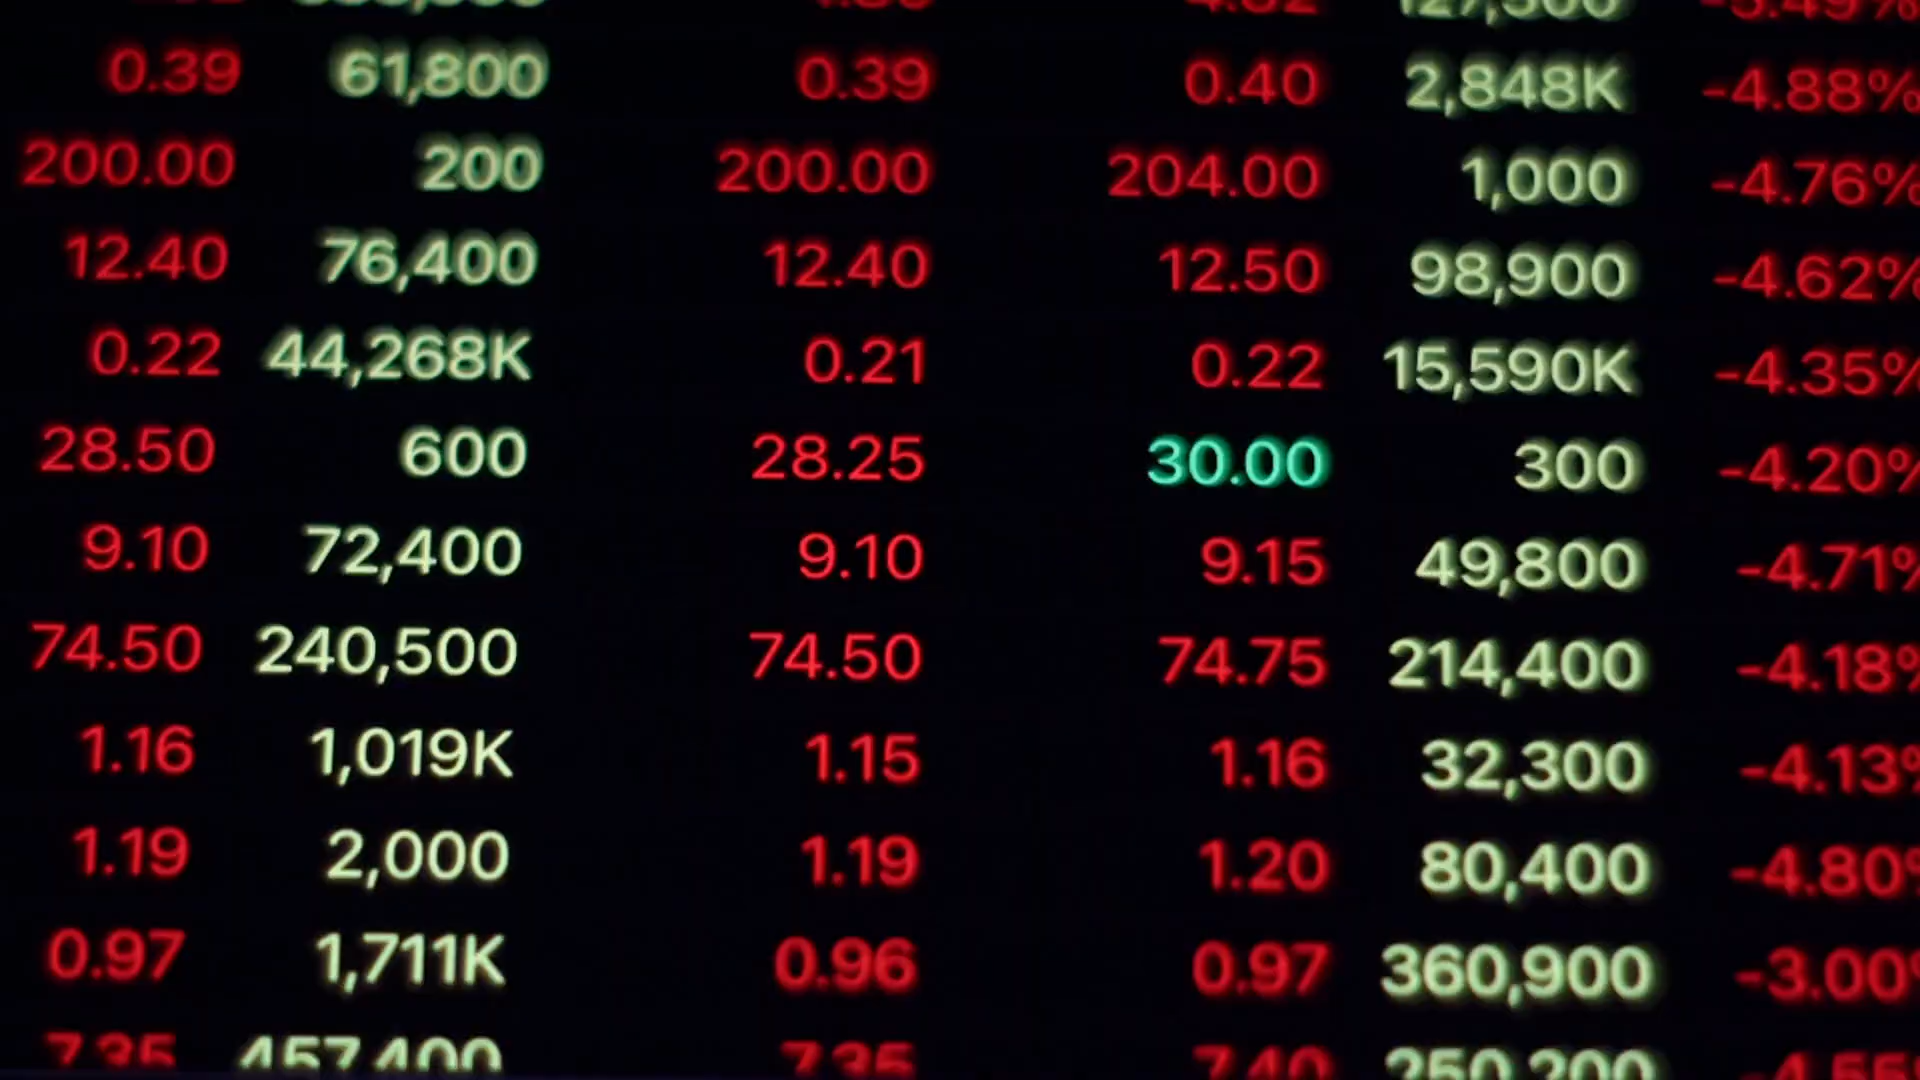 0.39 61,800 0.39 0.40 2,848K -4.88%
200.00 200 200.00 204.00 1,000 -4.76%
12.40 76,400 12.40 12.50 98,900 -4.62%
0.22 44,268K 0.21 0.22 15,590K -4.35%
28.50 600 28.25 30.00 300 -4.20%
9.10 72,400 9.10 9.15 49,800 -4.71%
74.50 240,500 74.50 74.75 214,400 -4.18%
1.16 1,019K 1.15 1.16 32,300 -4.13%
1.19 2,000 1.19 1.20 80,400 -4.80%
0.97 1,711K 0.96 0.97 360,900 -3.00%
7.35 457,400 7.35 7.40 250,200